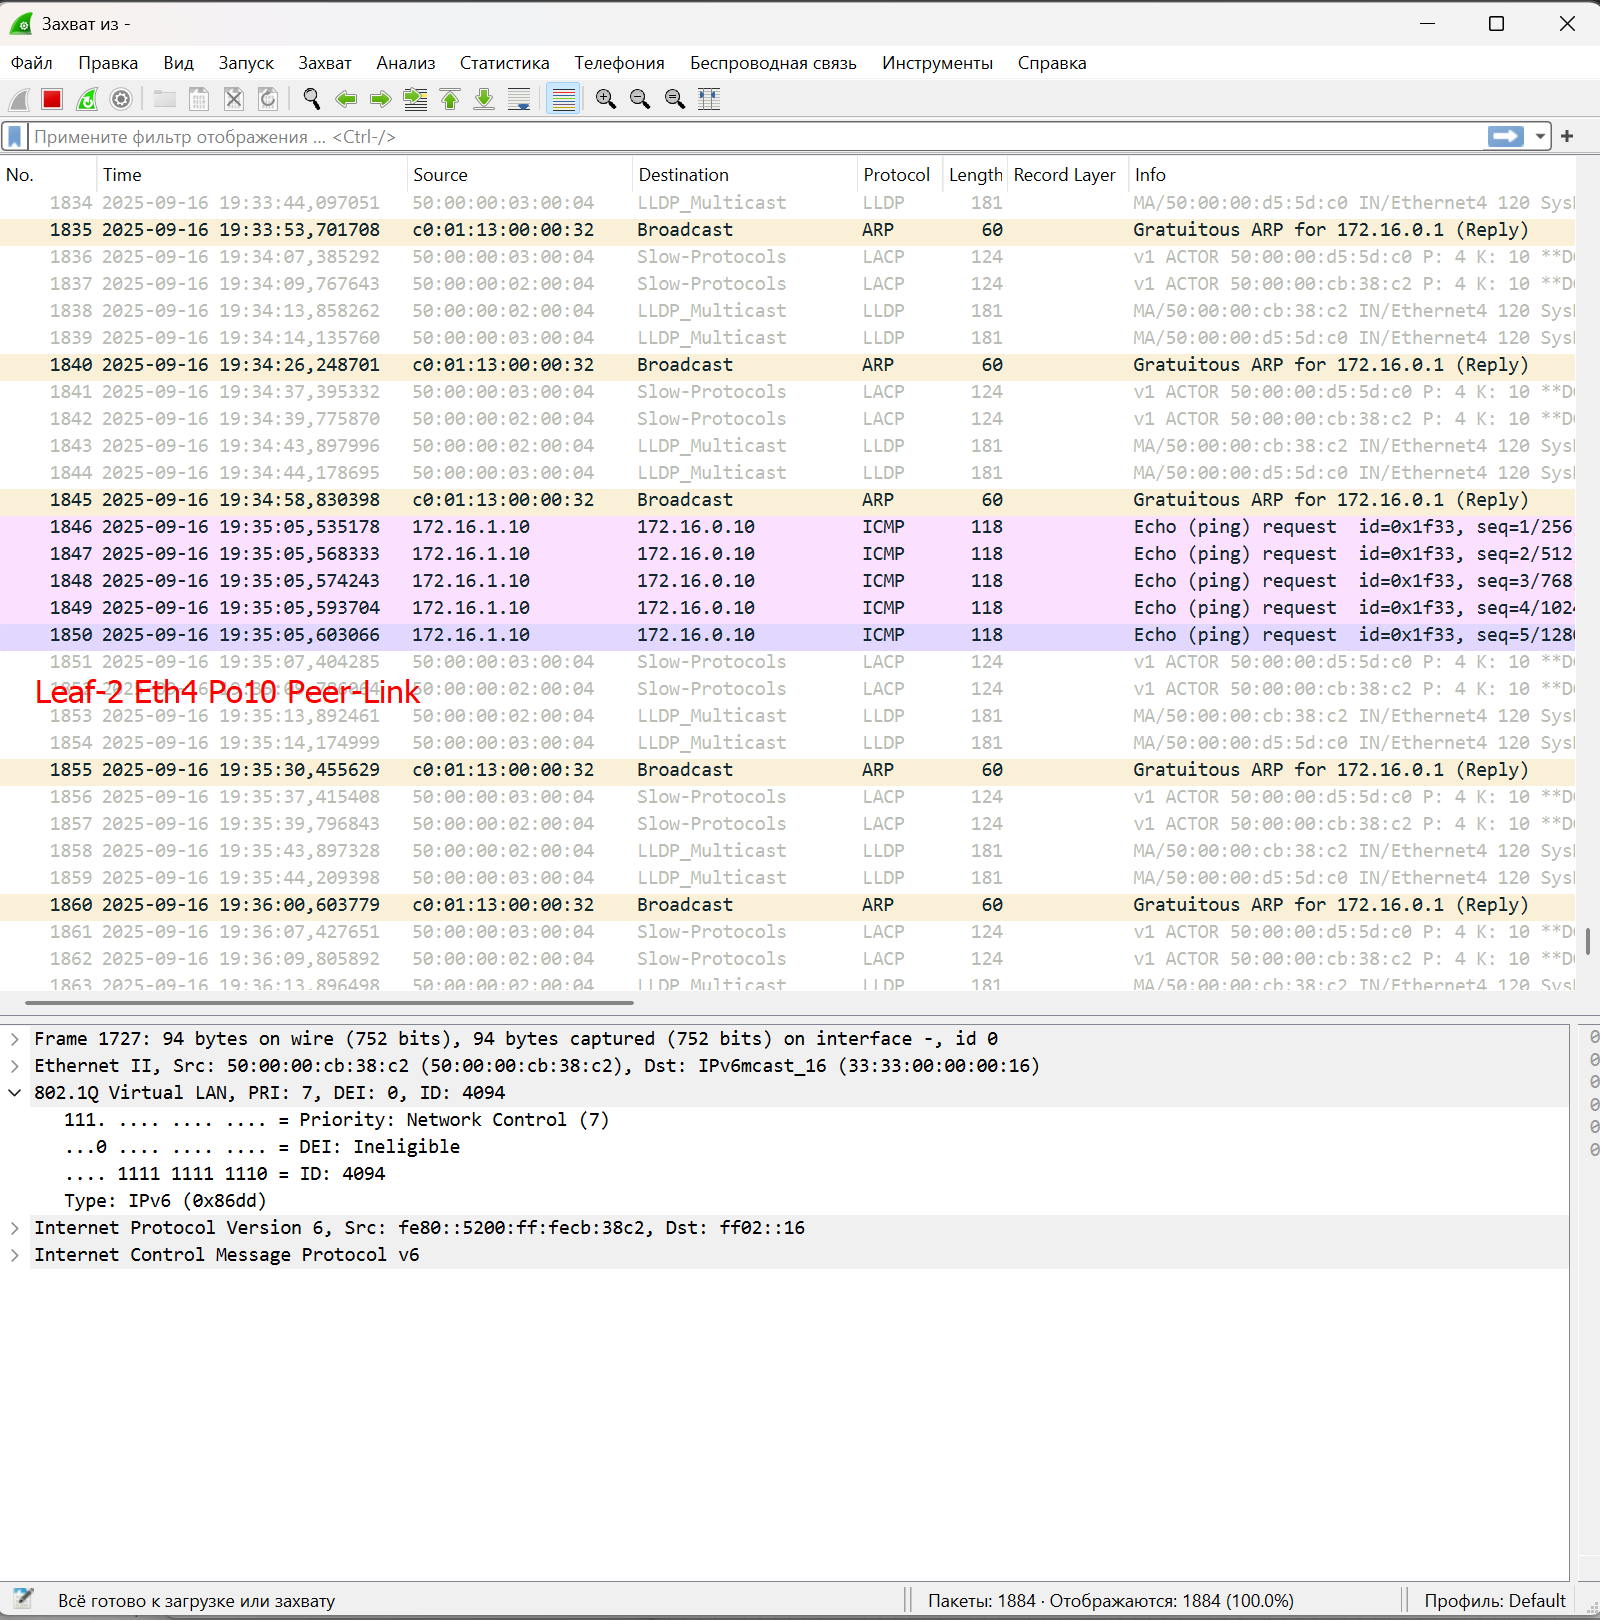 Захват из -
Файл Правка Вид Запуск Захват Анализ Статистика Телефония Беспроводная связь Инструменты Справка
Примените фильтр отображения ... <Ctrl-/>
No. Time Source Destination Protocol Length Record Layer Info
1834 2025-09-16 19:33:44,097051 50:00:00:03:00:04 LLDP_Multicast LLDP 181 MA/50:00:00:d5:5d:c0 IN/Ethernet4 120 Sys
1835 2025-09-16 19:33:53,701708 c0:01:13:00:00:32 Broadcast ARP 60 Gratuitous ARP for 172.16.0.1 (Reply)
1836 2025-09-16 19:34:07,385292 50:00:00:03:00:04 Slow-Protocols LACP 124 v1 ACTOR 50:00:00:d5:5d:c0 P: 4 K: 10 **D
1837 2025-09-16 19:34:09,767643 50:00:00:02:00:04 Slow-Protocols LACP 124 v1 ACTOR 50:00:00:cb:38:c2 P: 4 K: 10 **D
1838 2025-09-16 19:34:13,858262 50:00:00:02:00:04 LLDP_Multicast LLDP 181 MA/50:00:00:cb:38:c2 IN/Ethernet4 120 Sys
1839 2025-09-16 19:34:14,135760 50:00:00:03:00:04 LLDP_Multicast LLDP 181 MA/50:00:00:d5:5d:c0 IN/Ethernet4 120 Sys
1840 2025-09-16 19:34:26,248701 c0:01:13:00:00:32 Broadcast ARP 60 Gratuitous ARP for 172.16.0.1 (Reply)
1841 2025-09-16 19:34:37,395332 50:00:00:03:00:04 Slow-Protocols LACP 124 v1 ACTOR 50:00:00:d5:5d:c0 P: 4 K: 10 **D
1842 2025-09-16 19:34:39,775870 50:00:00:02:00:04 Slow-Protocols LACP 124 v1 ACTOR 50:00:00:cb:38:c2 P: 4 K: 10 **D
1843 2025-09-16 19:34:43,897996 50:00:00:02:00:04 LLDP_Multicast LLDP 181 MA/50:00:00:cb:38:c2 IN/Ethernet4 120 Sys
1844 2025-09-16 19:34:44,178695 50:00:00:03:00:04 LLDP_Multicast LLDP 181 MA/50:00:00:d5:5d:c0 IN/Ethernet4 120 Sys
1845 2025-09-16 19:34:58,830398 c0:01:13:00:00:32 Broadcast ARP 60 Gratuitous ARP for 172.16.0.1 (Reply)
1846 2025-09-16 19:35:05,535178 172.16.1.10 172.16.0.10 ICMP 118 Echo (ping) request id=0x1f33, seq=1/256
1847 2025-09-16 19:35:05,568333 172.16.1.10 172.16.0.10 ICMP 118 Echo (ping) request id=0x1f33, seq=2/512
1848 2025-09-16 19:35:05,574243 172.16.1.10 172.16.0.10 ICMP 118 Echo (ping) request id=0x1f33, seq=3/768
1849 2025-09-16 19:35:05,593704 172.16.1.10 172.16.0.10 ICMP 118 Echo (ping) request id=0x1f33, seq=4/1024
1850 2025-09-16 19:35:05,603066 172.16.1.10 172.16.0.10 ICMP 118 Echo (ping) request id=0x1f33, seq=5/1280
1851 2025-09-16 19:35:07,404285 50:00:00:03:00:04 Slow-Protocols LACP 124 v1 ACTOR 50:00:00:d5:5d:c0 P: 4 K: 10 **D
Leaf-2 Eth4 Po10 Peer-Link
50:00:00:02:00:04 Slow-Protocols LACP 124 v1 ACTOR 50:00:00:cb:38:c2 P: 4 K: 10 **D
1853 2025-09-16 19:35:13,892461 50:00:00:02:00:04 LLDP_Multicast LLDP 181 MA/50:00:00:cb:38:c2 IN/Ethernet4 120 Sys
1854 2025-09-16 19:35:14,174999 50:00:00:03:00:04 LLDP_Multicast LLDP 181 MA/50:00:00:d5:5d:c0 IN/Ethernet4 120 Sys
1855 2025-09-16 19:35:30,455629 c0:01:13:00:00:32 Broadcast ARP 60 Gratuitous ARP for 172.16.0.1 (Reply)
1856 2025-09-16 19:35:37,415408 50:00:00:03:00:04 Slow-Protocols LACP 124 v1 ACTOR 50:00:00:d5:5d:c0 P: 4 K: 10 **D
1857 2025-09-16 19:35:39,796843 50:00:00:02:00:04 Slow-Protocols LACP 124 v1 ACTOR 50:00:00:cb:38:c2 P: 4 K: 10 **D
1858 2025-09-16 19:35:43,897328 50:00:00:02:00:04 LLDP_Multicast LLDP 181 MA/50:00:00:cb:38:c2 IN/Ethernet4 120 Sys
1859 2025-09-16 19:35:44,209398 50:00:00:03:00:04 LLDP_Multicast LLDP 181 MA/50:00:00:d5:5d:c0 IN/Ethernet4 120 Sys
1860 2025-09-16 19:36:00,603779 c0:01:13:00:00:32 Broadcast ARP 60 Gratuitous ARP for 172.16.0.1 (Reply)
1861 2025-09-16 19:36:07,427651 50:00:00:03:00:04 Slow-Protocols LACP 124 v1 ACTOR 50:00:00:d5:5d:c0 P: 4 K: 10 **D
1862 2025-09-16 19:36:09,805892 50:00:00:02:00:04 Slow-Protocols LACP 124 v1 ACTOR 50:00:00:cb:38:c2 P: 4 K: 10 **D
1863 2025-09-16 19:36:13,896498 50:00:00:02:00:04 LLDP_Multicast LLDP 181 MA/50:00:00:cb:38:c2 IN/Ethernet4 120 Sys
Frame 1727: 94 bytes on wire (752 bits), 94 bytes captured (752 bits) on interface -, id 0
Ethernet II, Src: 50:00:00:cb:38:c2 (50:00:00:cb:38:c2), Dst: IPv6mcast_16 (33:33:00:00:00:16)
802.1Q Virtual LAN, PRI: 7, DEI: 0, ID: 4094
111. .... .... .... = Priority: Network Control (7)
...0 .... .... .... = DEI: Ineligible
.... 1111 1111 1110 = ID: 4094
Type: IPv6 (0x86dd)
Internet Protocol Version 6, Src: fe80::5200:ff:fecb:38c2, Dst: ff02::16
Internet Control Message Protocol v6
Всё готово к загрузке или захвату Пакеты: 1884 · Отображаются: 1884 (100.0%) Профиль: Default